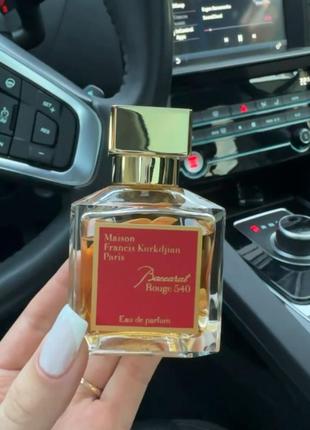 Maison
Francis Kurkdjian
Paris
Baccarat
Rouge 540
Eau de parfum